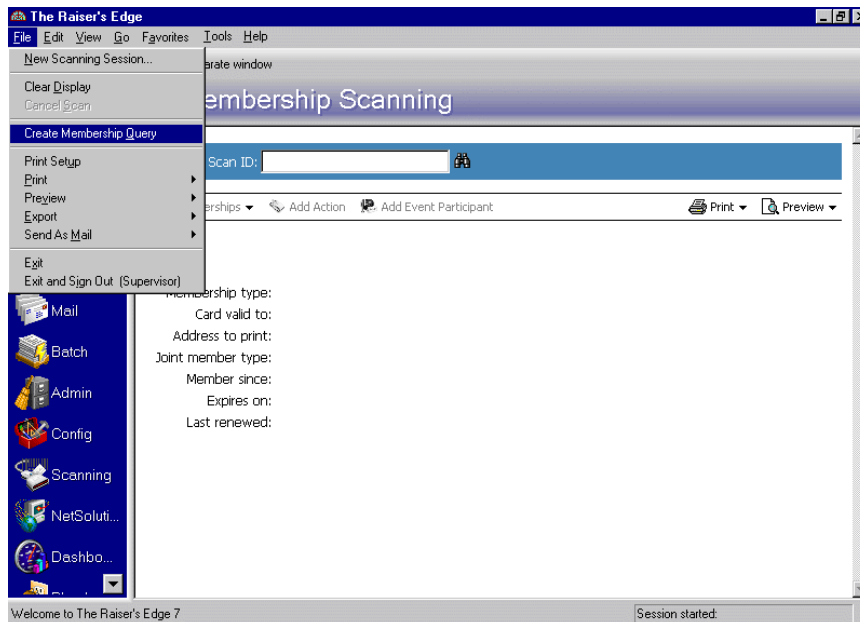 The Raiser's Edge
File Edit View Go Favorites Tools Help
New Scanning Session...
Clear Display
Cancel Scan
Create Membership Query
Print Setup
Print
Preview
Export
Send As Mail
Exit
Exit and Sign Out (Supervisor)
arate window
embership Scanning
Scan ID:
erships Add Action Add Event Participant Print Preview
Membership type:
Card valid to:
Address to print:
Joint member type:
Member since:
Expires on:
Last renewed:
Mail
Batch
Admin
Config
Scanning
NetSoluti...
Dashbo...
Welcome to The Raiser's Edge 7 Session started: